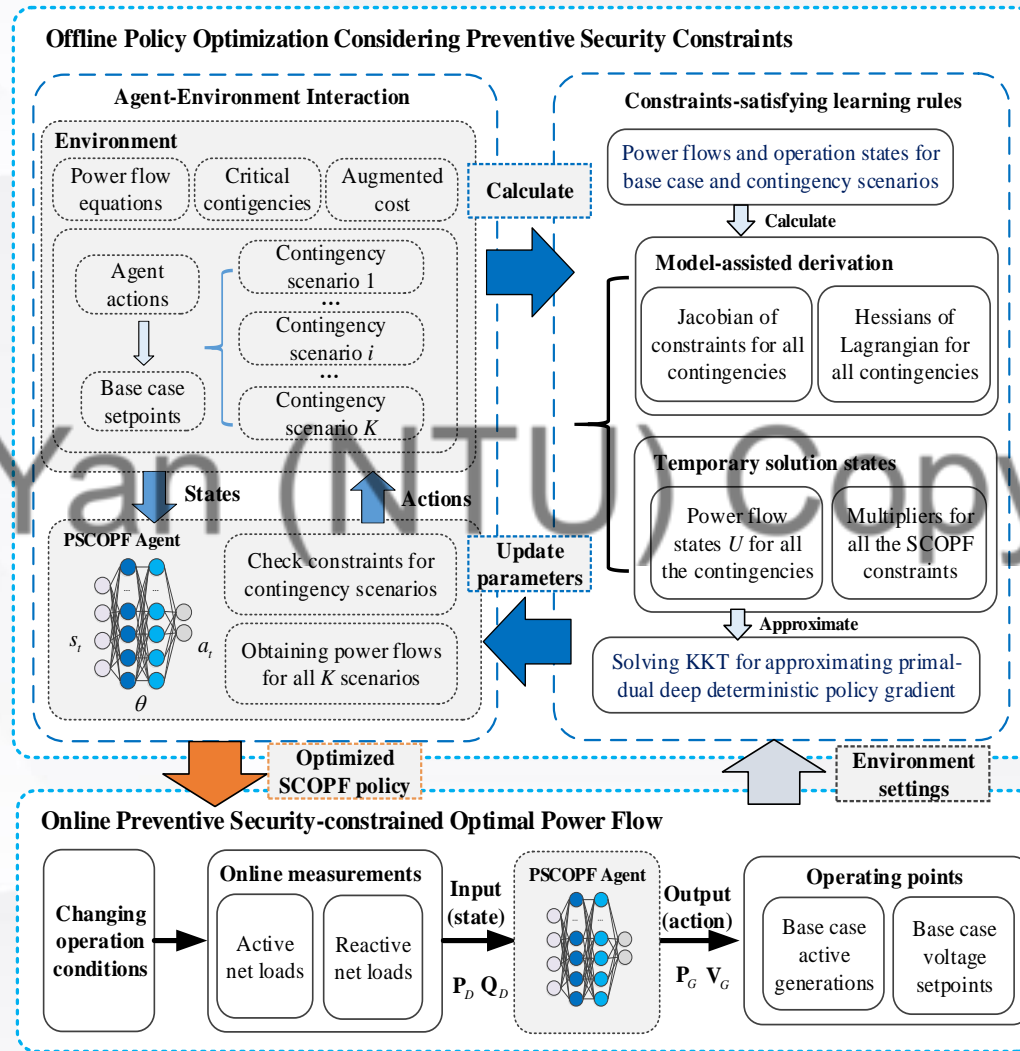 Offline Policy Optimization Considering Preventive Security Constraints
Agent-Environment Interaction
Environment
Power flow
equations
Critical
contigencies
Augmented
cost
Agent
actions
Base case
setpoints
Contingency
scenario 1
...
Contingency
scenario i
...
Contingency
scenario K
States
Actions
PSCOPF Agent
...
...
s_t
a_t
θ
Check constraints for
contingency scenarios
Obtaining power flows
for all K scenarios
Calculate
Update
parameters
Constraints-satisfying learning rules
Power flows and operation states for
base case and contingency scenarios
Calculate
Model-assisted derivation
Jacobian of
constraints for all
contingencies
Hessians of
Lagrangian for
all contingencies
Temporary solution states
Power flow
states U for all
the contingencies
Multipliers for
all the SCOPF
constraints
Approximate
Solving KKT for approximating primal-
dual deep deterministic policy gradient
Yan (NTU) Copy
Optimized
SCOPF policy
Environment
settings
Online Preventive Security-constrained Optimal Power Flow
Changing
operation
conditions
Online measurements
Active
net loads
Reactive
net loads
Input
(state)
P_D Q_D
PSCOPF Agent
...
...
Output
(action)
P_G V_G
Operating points
Base case
active
generations
Base case
voltage
setpoints